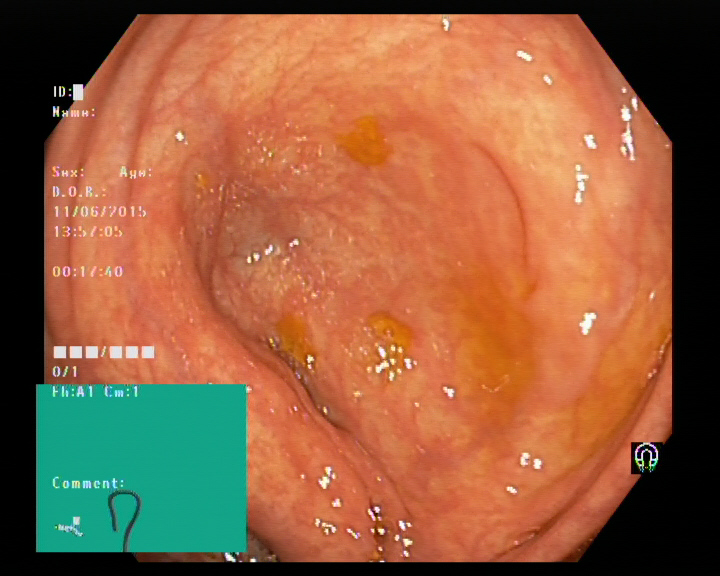 ID:
Name:
Sex: Age:
D.O.B.:
11/06/2015
13:57:05
00:17:40
■■■/■■■
0/1
Eh:A1 Cm:1
Comment: